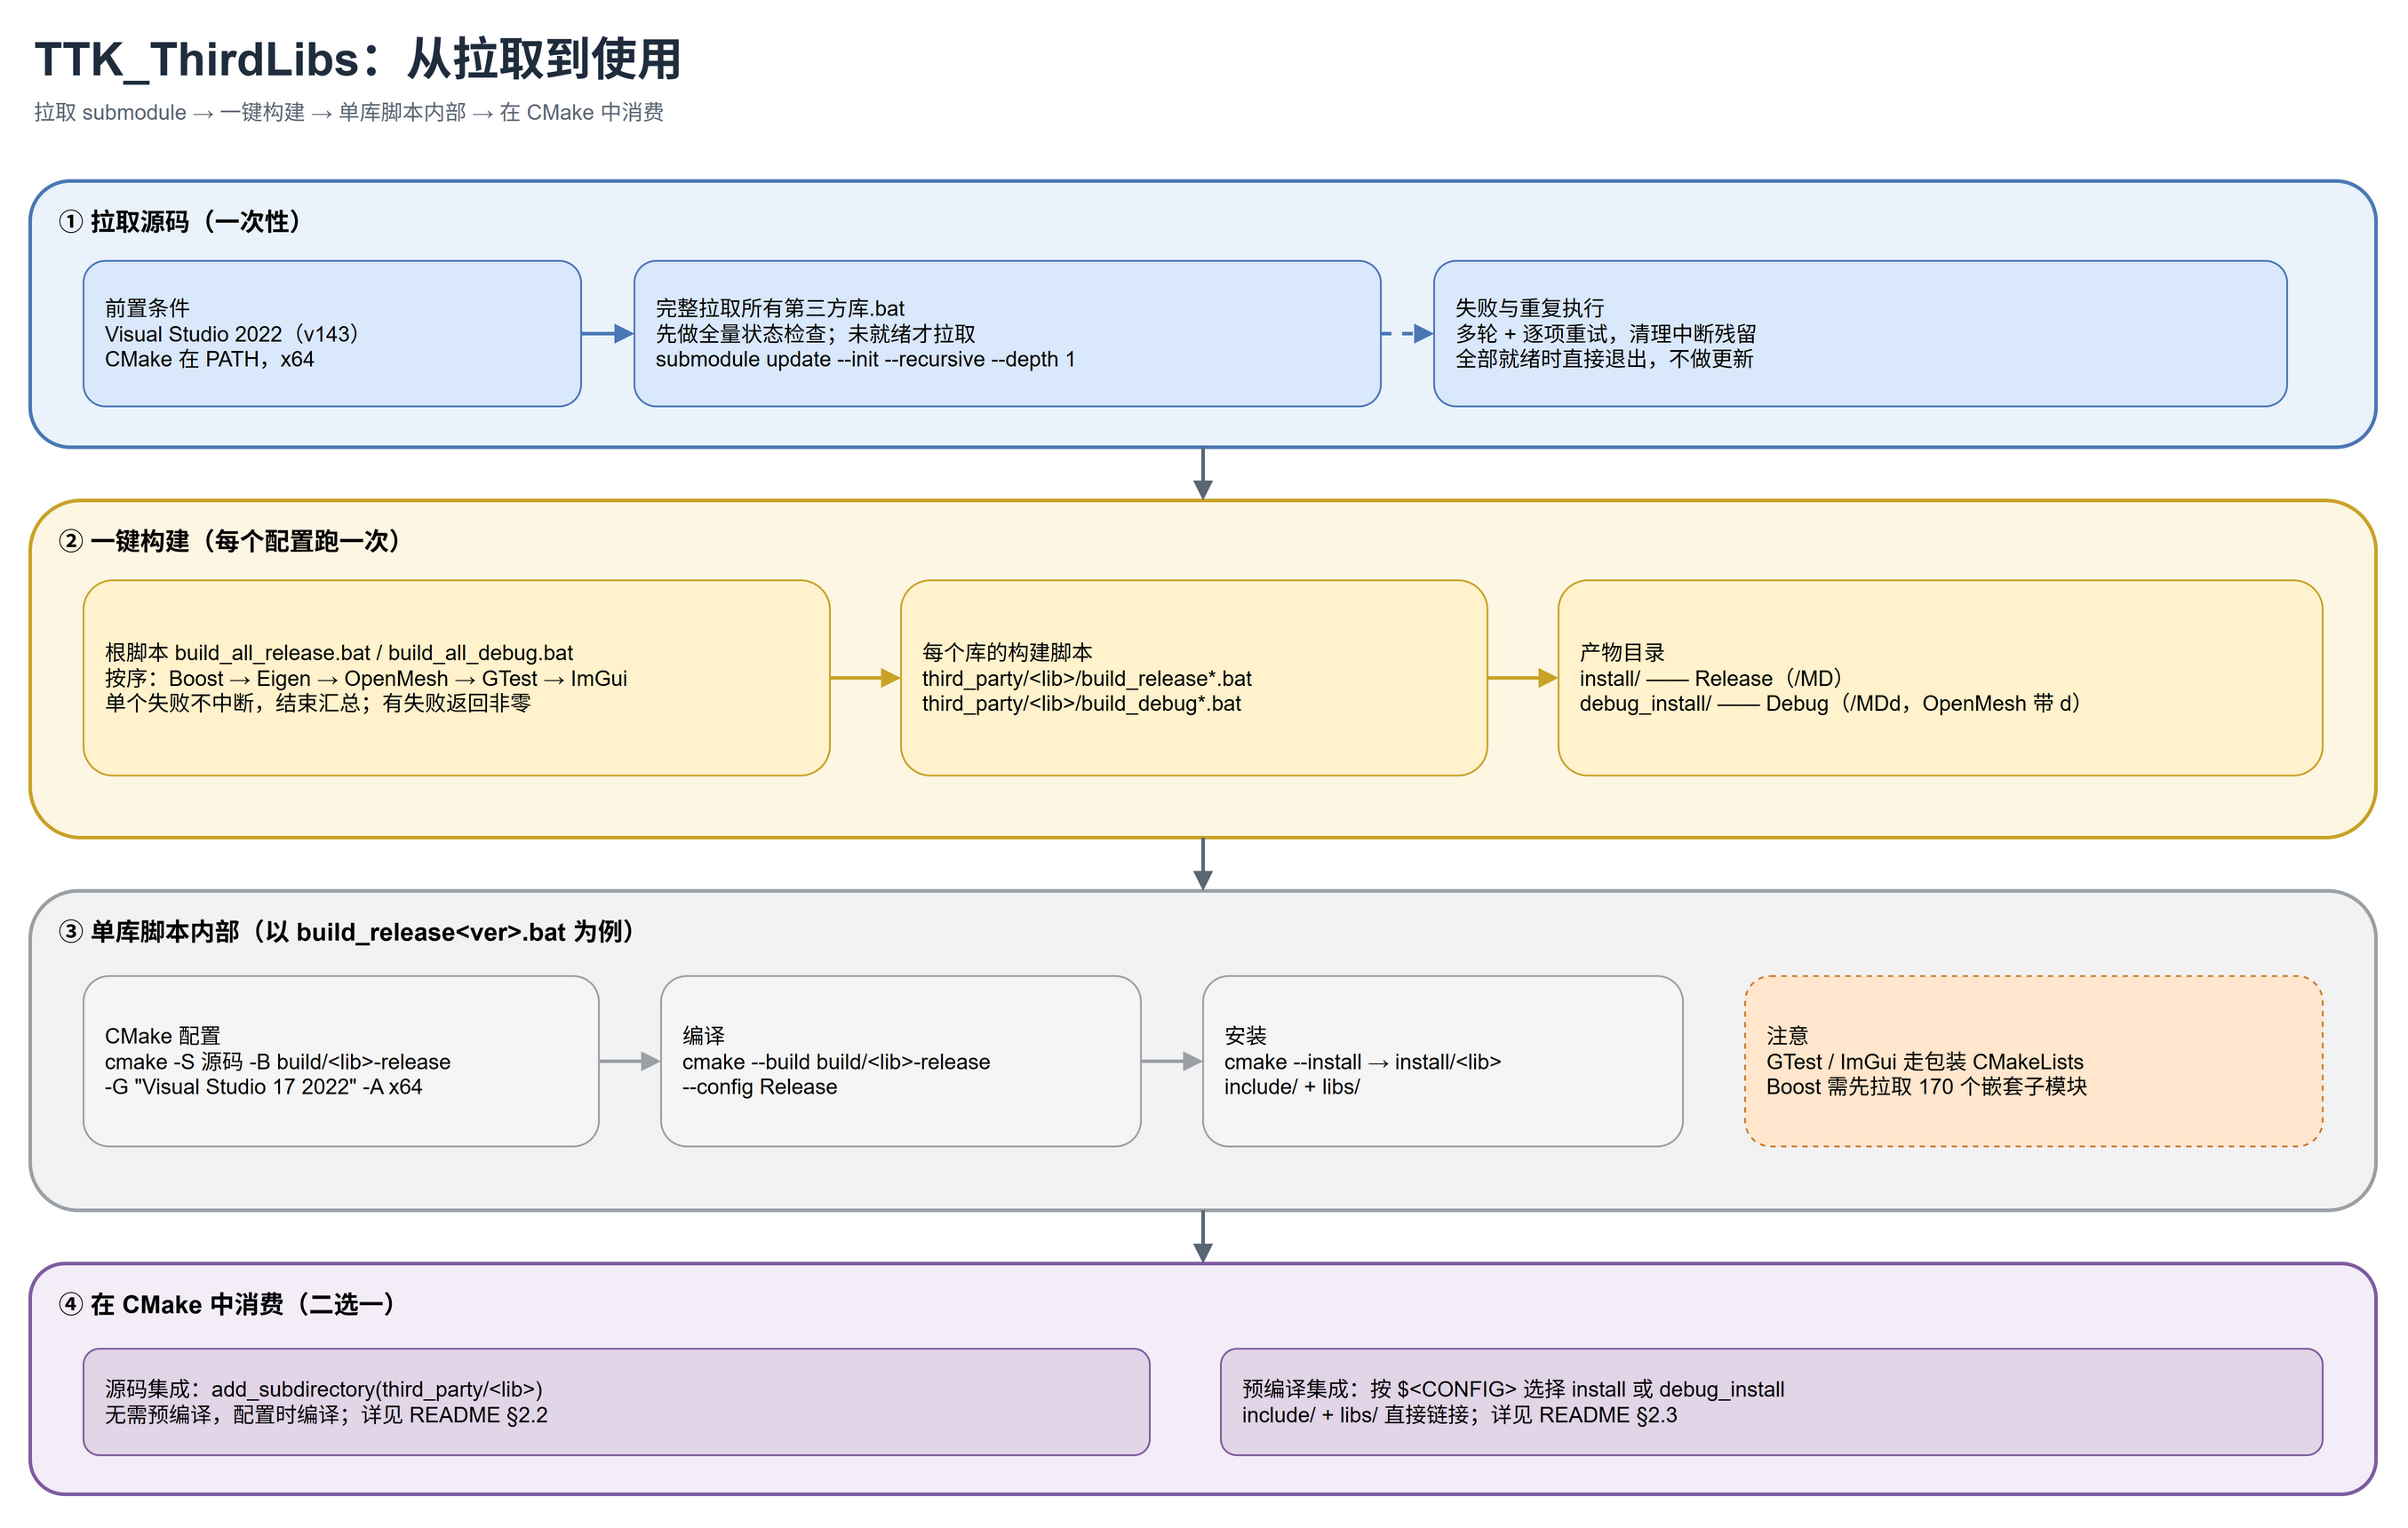 TTK_ThirdLibs：从拉取到使用
拉取 submodule → 一键构建 → 单库脚本内部 → 在 CMake 中消费
① 拉取源码（一次性）
前置条件
Visual Studio 2022（v143）
CMake 在 PATH，x64
完整拉取所有第三方库.bat
先做全量状态检查；未就绪才拉取
submodule update --init --recursive --depth 1
失败与重复执行
多轮 + 逐项重试，清理中断残留
全部就绪时直接退出，不做更新
② 一键构建（每个配置跑一次）
根脚本 build_all_release.bat / build_all_debug.bat
按序：Boost → Eigen → OpenMesh → GTest → ImGui
单个失败不中断，结束汇总；有失败返回非零
每个库的构建脚本
third_party/<lib>/build_release*.bat
third_party/<lib>/build_debug*.bat
产物目录
install/ —— Release（/MD）
debug_install/ —— Debug（/MDd，OpenMesh 带 d）
③ 单库脚本内部（以 build_release<ver>.bat 为例）
CMake 配置
cmake -S 源码 -B build/<lib>-release
-G "Visual Studio 17 2022" -A x64
编译
cmake --build build/<lib>-release
--config Release
安装
cmake --install → install/<lib>
include/ + libs/
注意
GTest / ImGui 走包装 CMakeLists
Boost 需先拉取 170 个嵌套子模块
④ 在 CMake 中消费（二选一）
源码集成：add_subdirectory(third_party/<lib>)
无需预编译，配置时编译；详见 README §2.2
预编译集成：按 $<CONFIG> 选择 install 或 debug_install
include/ + libs/ 直接链接；详见 README §2.3